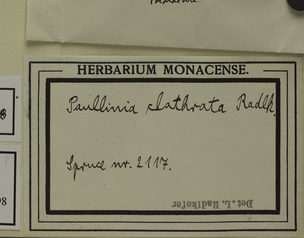 HERBARIUM MONACENSE.
Paullinia clathrata Radlk.
Spruce nr. 2117.
Det. L. Radlkofer